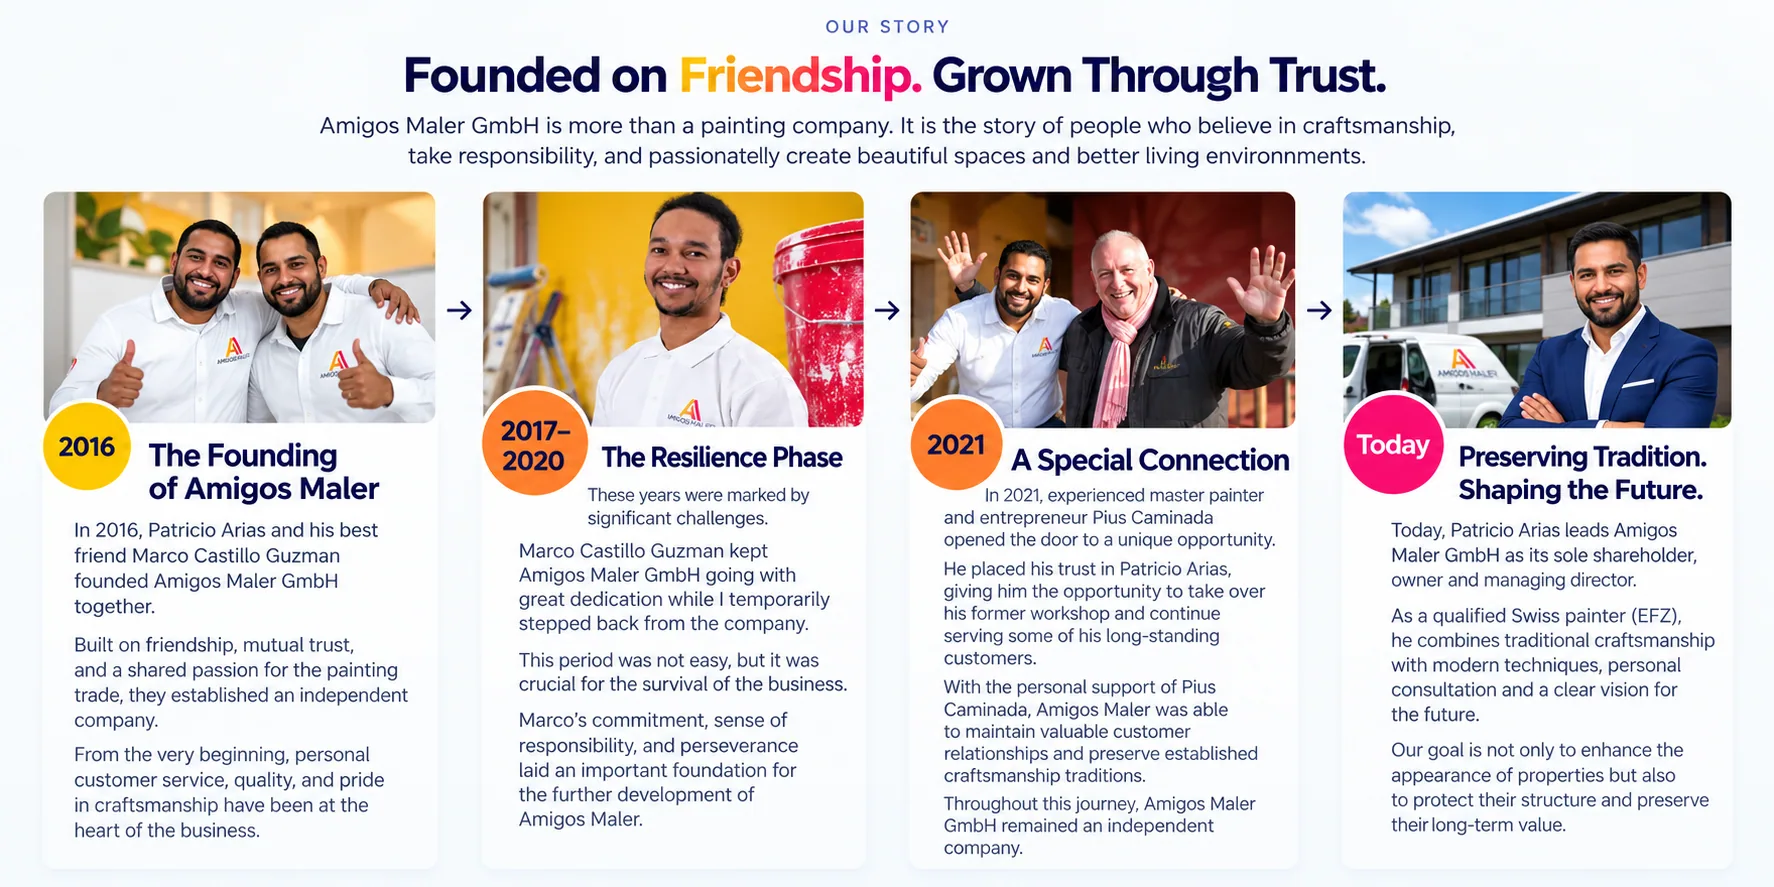 OUR STORY
Founded on Friendship. Grown Through Trust.
Amigos Maler GmbH is more than a painting company. It is the story of people who believe in craftsmanship,
take responsibility, and passionatelly create beautiful spaces and better living environnments.
2016
The Founding
of Amigos Maler
In 2016, Patricio Arias and his best
friend Marco Castillo Guzman
founded Amigos Maler GmbH
together.
Built on friendship, mutual trust,
and a shared passion for the painting
trade, they established an independent
company.
From the very beginning, personal
customer service, quality, and pride
in craftsmanship have been at the
heart of the business.
2017–
2020
The Resilience Phase
These years were marked by
significant challenges.
Marco Castillo Guzman kept
Amigos Maler GmbH going with
great dedication while I temporarily
stepped back from the company.
This period was not easy, but it was
crucial for the survival of the business.
Marco's commitment, sense of
responsibility, and perseverance
laid an important foundation for
the further development of
Amigos Maler.
2021
A Special Connection
In 2021, experienced master painter
and entrepreneur Pius Caminada
opened the door to a unique opportunity.
He placed his trust in Patricio Arias,
giving him the opportunity to take over
his former workshop and continue
serving some of his long-standing
customers.
With the personal support of Pius
Caminada, Amigos Maler was able
to maintain valuable customer
relationships and preserve established
craftsmanship traditions.
Throughout this journey, Amigos Maler
GmbH remained an independent
company.
AMIGOS MALER
Today
Preserving Tradition.
Shaping the Future.
Today, Patricio Arias leads Amigos
Maler GmbH as its sole shareholder,
owner and managing director.
As a qualified Swiss painter (EFZ),
he combines traditional craftsmanship
with modern techniques, personal
consultation and a clear vision for
the future.
Our goal is not only to enhance the
appearance of properties but also
to protect their structure and preserve
their long-term value.